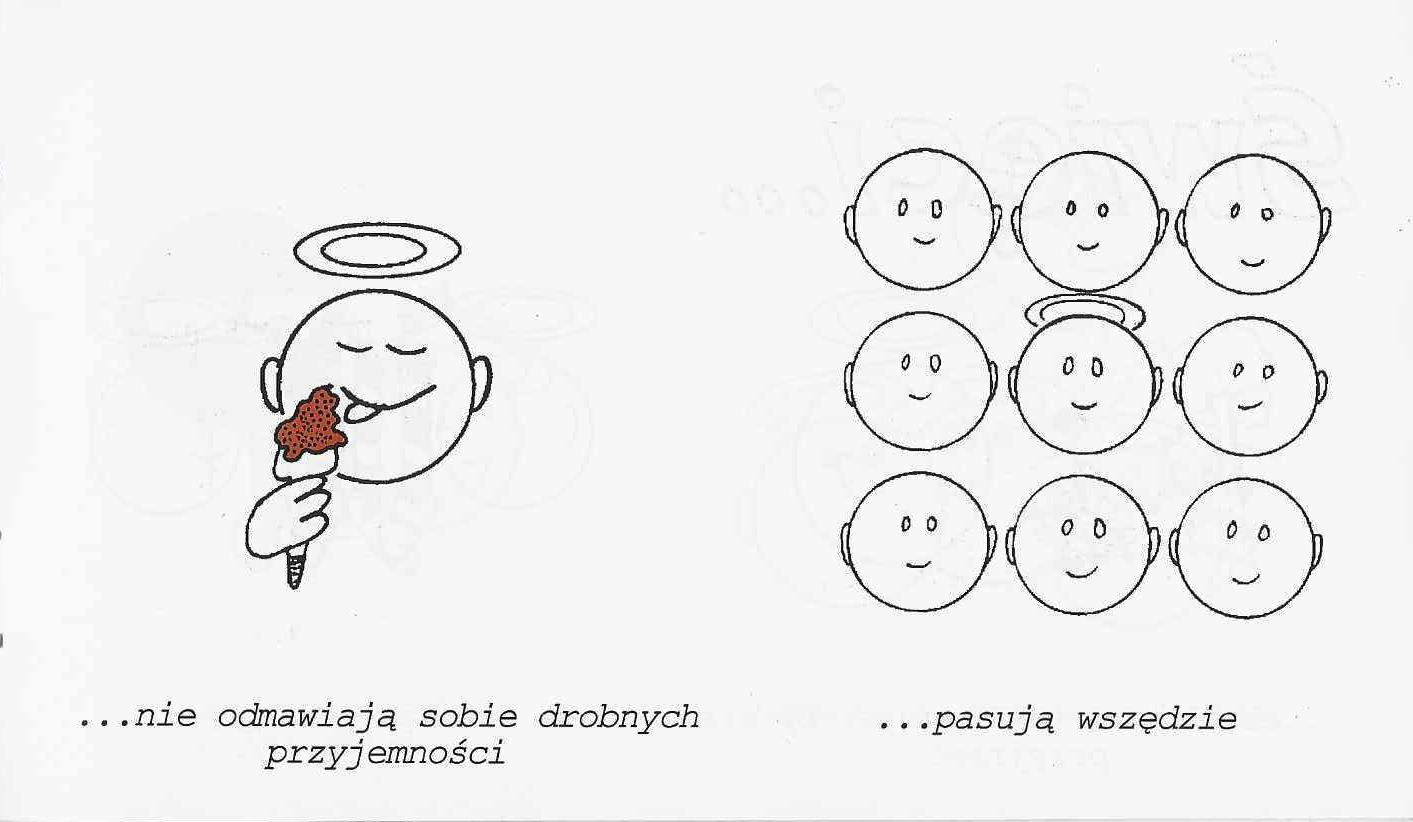 ...nie odmawiają sobie drobnych
przyjemności
...pasują wszędzie